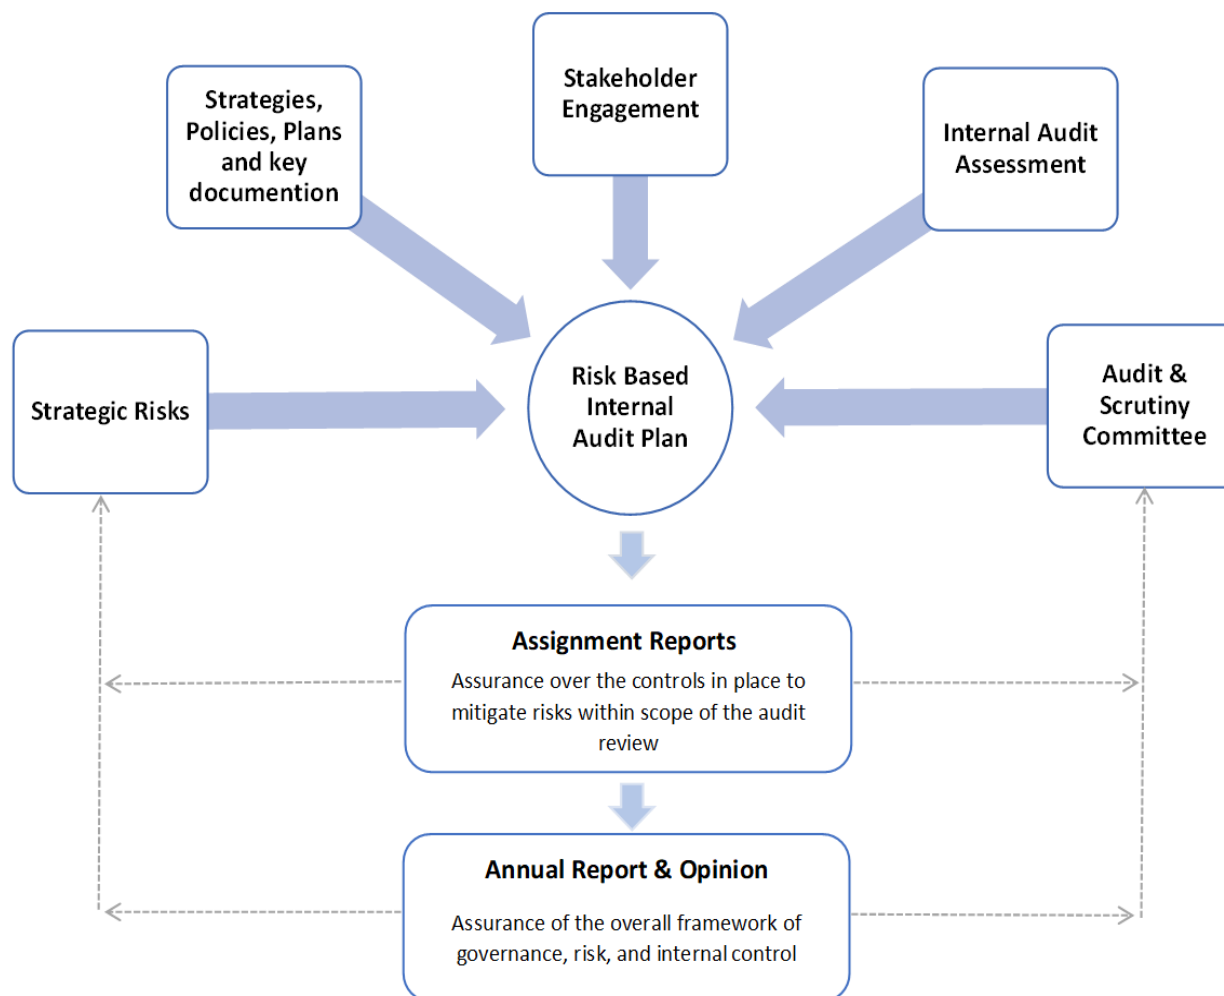 Stakeholder
Engagement
Strategies,
Policies, Plans
and key
documention
Internal Audit
Assessment
Strategic Risks
Risk Based
Internal
Audit Plan
Audit &
Scrutiny
Committee
Assignment Reports
Assurance over the controls in place to
mitigate risks within scope of the audit
review
Annual Report & Opinion
Assurance of the overall framework of
governance, risk, and internal control